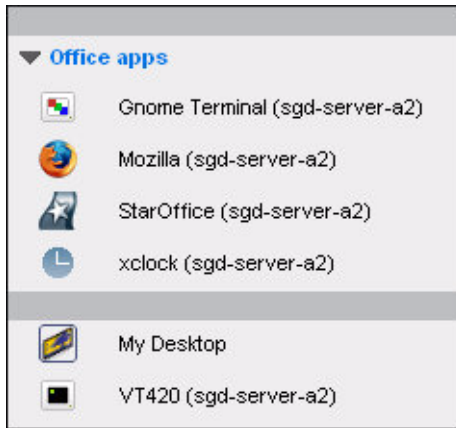 Office apps
Gnome Terminal (sgd-server-a2)
Mozilla (sgd-server-a2)
StarOffice (sgd-server-a2)
xclock (sgd-server-a2)
My Desktop
VT420 (sgd-server-a2)